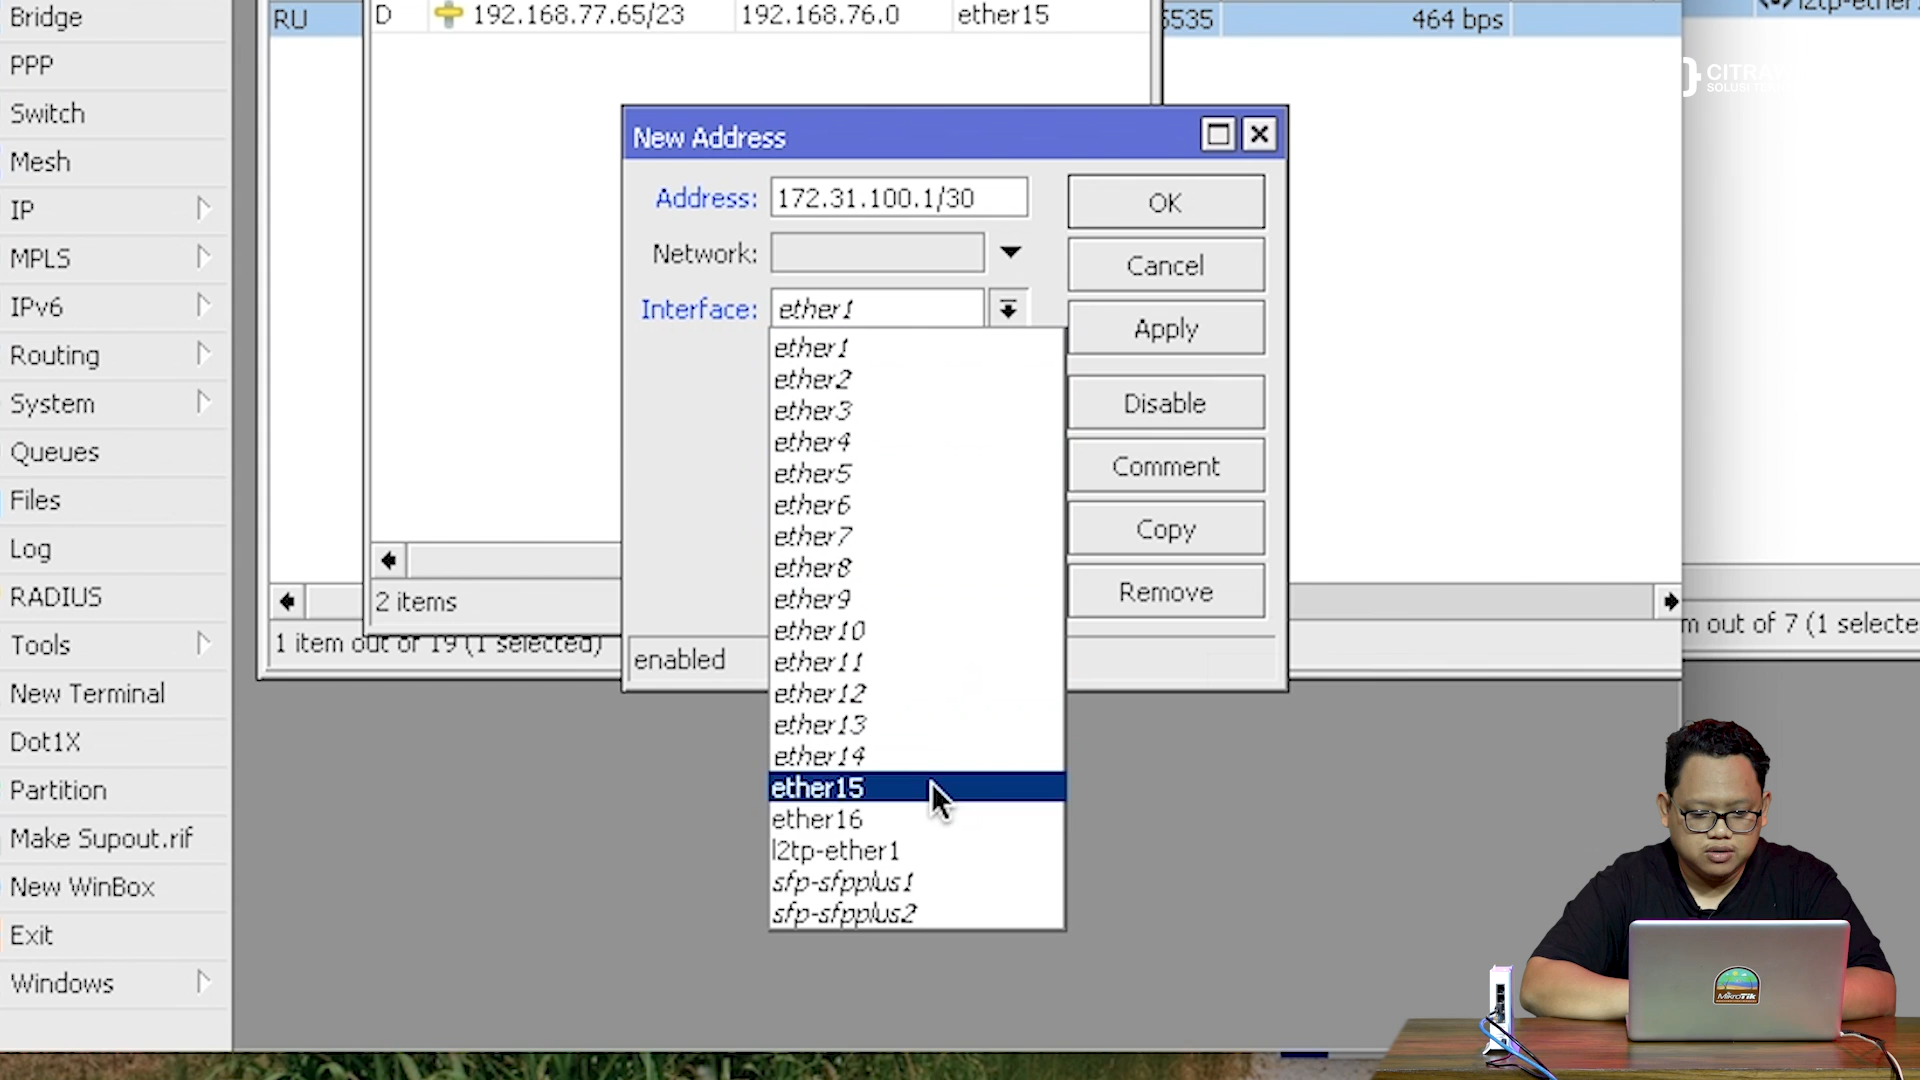 Bridge
PPP
Switch
Mesh
IP
MPLS
IPv6
Routing
System
Queues
Files
Log
RADIUS
Tools
New Terminal
Dot1X
Partition
Make Supout.rif
New WinBox
Exit
Windows
RU
D 192.168.77.65/23 192.168.76.0 ether15
5535 464 bps
New Address
Address: 172.31.100.1/30
Network:
Interface: ether1
ether1
ether2
ether3
ether4
ether5
ether6
ether7
ether8
ether9
ether10
ether11
ether12
ether13
ether14
ether15
ether16
l2tp-ether1
sfp-sfpplus1
sfp-sfpplus2
OK
Cancel
Apply
Disable
Comment
Copy
Remove
enabled
2 items
1 item out of 19 (1 selected)
m out of 7 (1 selecte
MikroTik